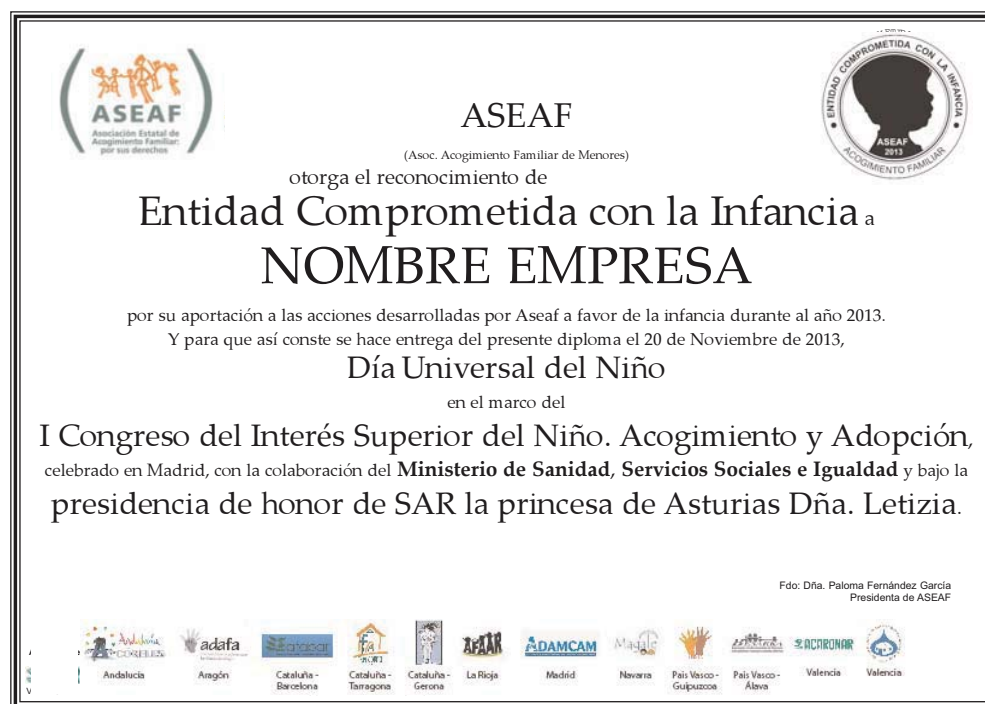 ASEAF
Asociación Estatal de
Acogimiento Familiar:
por sus derechos
ENTIDAD COMPROMETIDA CON LA INFANCIA
ASEAF
2013
ACOGIMIENTO FAMILIAR
ASEAF
(Asoc. Acogimiento Familiar de Menores)
otorga el reconocimiento de
Entidad Comprometida con la Infancia a
NOMBRE EMPRESA
por su aportación a las acciones desarrolladas por Aseaf a favor de la infancia durante al año 2013.
Y para que así conste se hace entrega del presente diploma el 20 de Noviembre de 2013,
Día Universal del Niño
en el marco del
I Congreso del Interés Superior del Niño. Acogimiento y Adopción,
celebrado en Madrid, con la colaboración del Ministerio de Sanidad, Servicios Sociales e Igualdad y bajo la
presidencia de honor de SAR la princesa de Asturias Dña. Letizia.
Fdo: Dña. Paloma Fernández García
Presidenta de ASEAF
adafa
AFAAR
ADAMCAM
ACARONAR
Andalucía
Aragón
Cataluña -
Barcelona
Cataluña -
Tarragona
Cataluña -
Gerona
La Rioja
Madrid
Navarra
Pais Vasco -
Guipuzcoa
Pais Vasco -
Álava
Valencia
Valencia